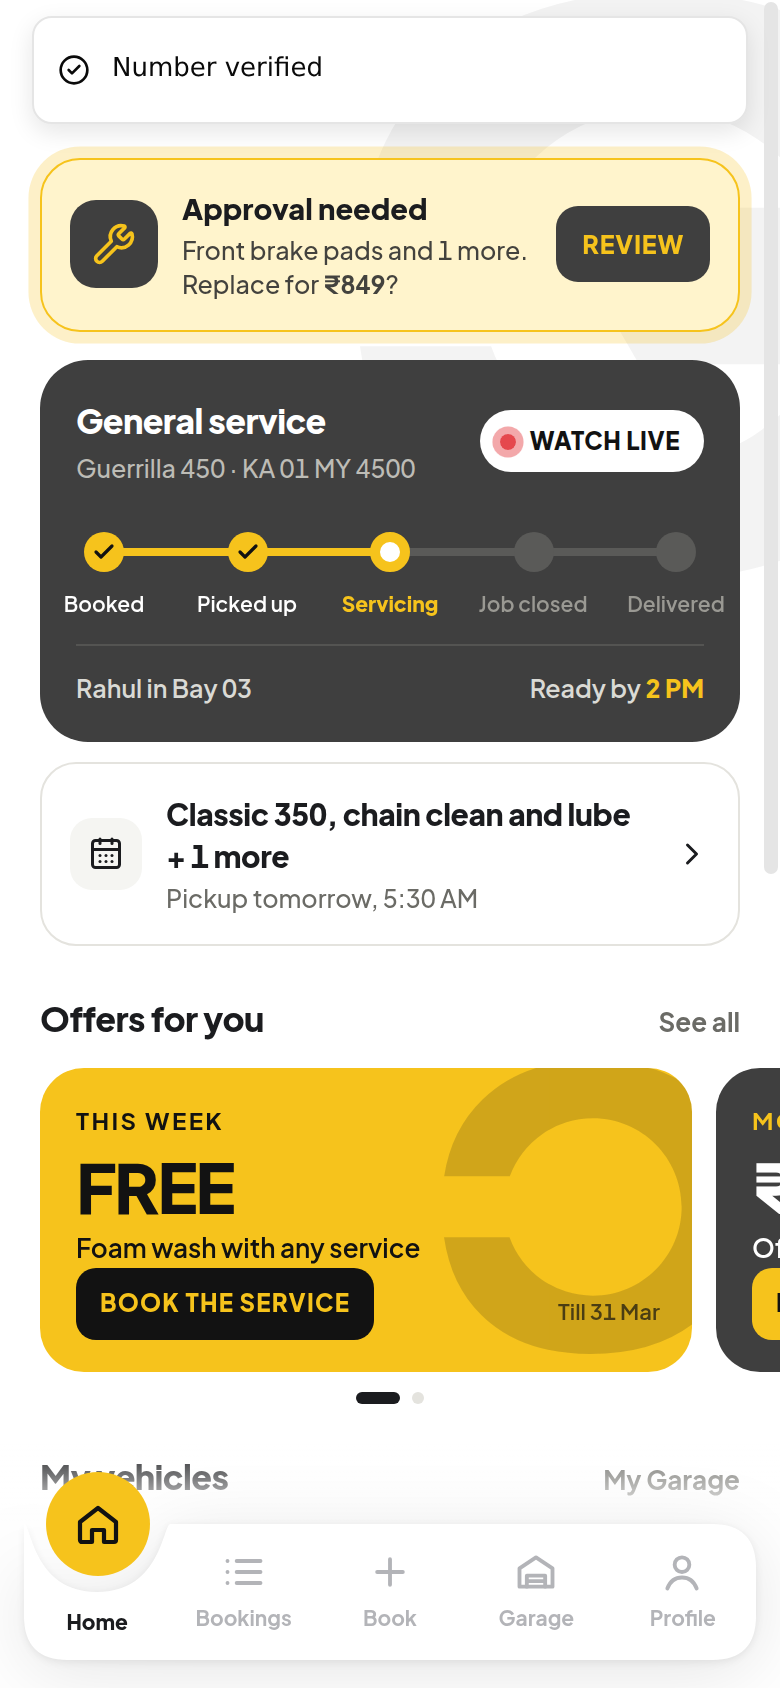 Number verified
Approval needed
Front brake pads and 1 more.
Replace for ₹849?
REVIEW
General service
Guerrilla 450 · KA 01 MY 4500
WATCH LIVE
Booked
Picked up
Servicing
Job closed
Delivered
Rahul in Bay 03
Ready by 2 PM
Classic 350, chain clean and lube
+ 1 more
Pickup tomorrow, 5:30 AM
Offers for you
See all
THIS WEEK
FREE
Foam wash with any service
BOOK THE SERVICE
Till 31 Mar
₹
My vehicles
My Garage
Home
Bookings
Book
Garage
Profile